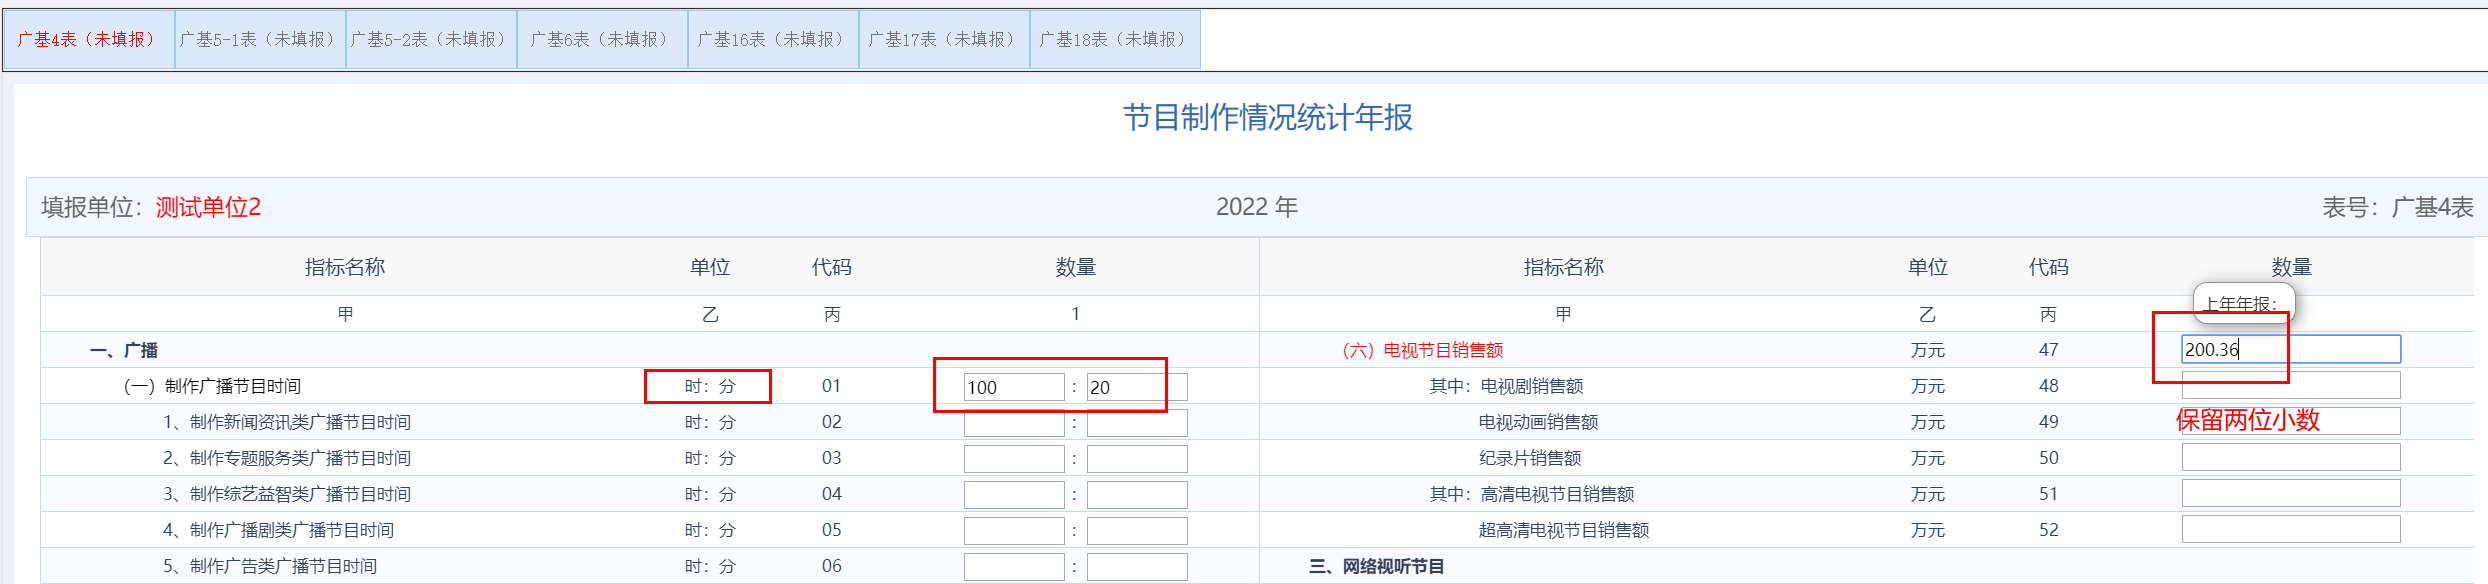 广基4表（未填报） 广基5-1表（未填报） 广基5-2表（未填报） 广基6表（未填报） 广基16表（未填报） 广基17表（未填报） 广基18表（未填报）
节目制作情况统计年报
填报单位：测试单位2 2022 年 表号：广基4表
指标名称 单位 代码 数量 指标名称 单位 代码 数量
上年年报：
甲 乙 丙 1 甲 乙 丙
一、广播 （六）电视节目销售额 万元 47 200.36
（一）制作广播节目时间 时：分 01 100 : 20 其中：电视剧销售额 万元 48
1、制作新闻资讯类广播节目时间 时：分 02 : 电视动画销售额 万元 49 保留两位小数
2、制作专题服务类广播节目时间 时：分 03 : 纪录片销售额 万元 50
3、制作综艺益智类广播节目时间 时：分 04 : 其中：高清电视节目销售额 万元 51
4、制作广播剧类广播节目时间 时：分 05 : 超高清电视节目销售额 万元 52
5、制作广告类广播节目时间 时：分 06 : 三、网络视听节目